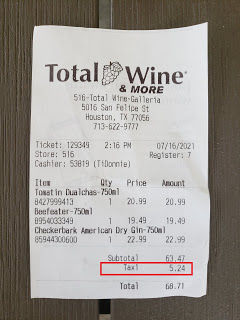 Total Wine®
& MORE
516-Total Wine-Galleria
5016 San Felipe St
Houston, TX 77056
713-622-9777
Ticket: 129349 2:16 PM 07/16/2021
Store: 516 Register: 7
Cashier: 53819 (TiDonnie)
Item Qty Price Amount
Tomatin Dualchas-750ml
8427999413 1 20.99 20.99
Beefeater-750ml
8954033349 1 19.49 19.49
Checkerbark American Dry Gin-750ml
85944300600 1 22.99 22.99
Subtotal 63.47
Tax1 5.24
Total 68.71